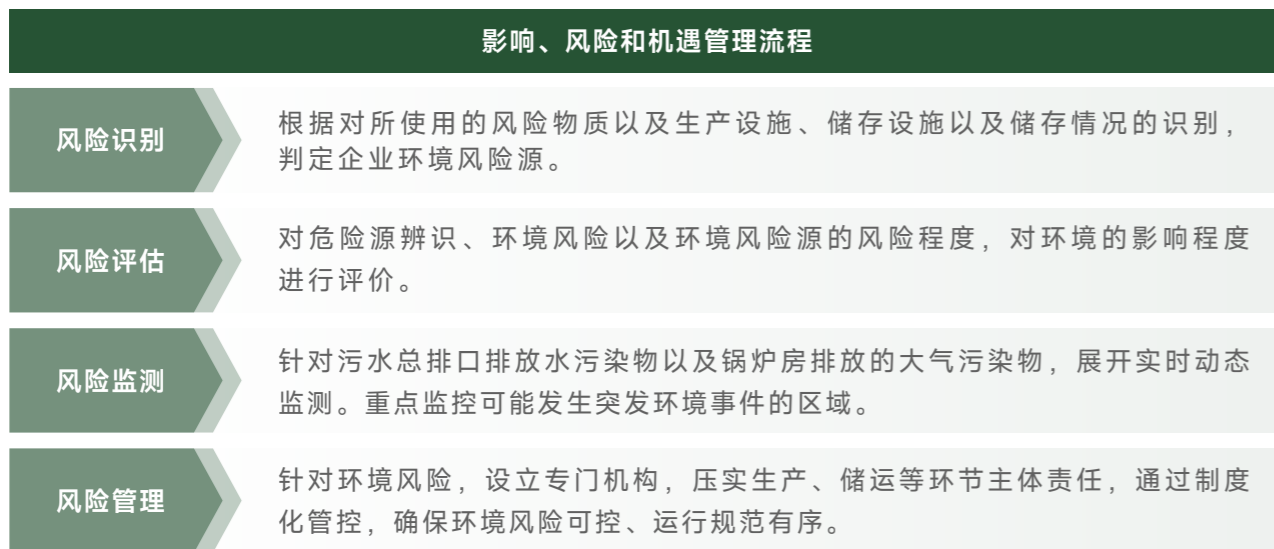 影响、风险和机遇管理流程
风险识别
根据对所使用的风险物质以及生产设施、储存设施以及储存情况的识别，
判定企业环境风险源。
风险评估
对危险源辨识、环境风险以及环境风险源的风险程度，对环境的影响程度
进行评价。
风险监测
针对污水总排口排放水污染物以及锅炉房排放的大气污染物，展开实时动态
监测。重点监控可能发生突发环境事件的区域。
风险管理
针对环境风险，设立专门机构，压实生产、储运等环节主体责任，通过制度
化管控，确保环境风险可控、运行规范有序。